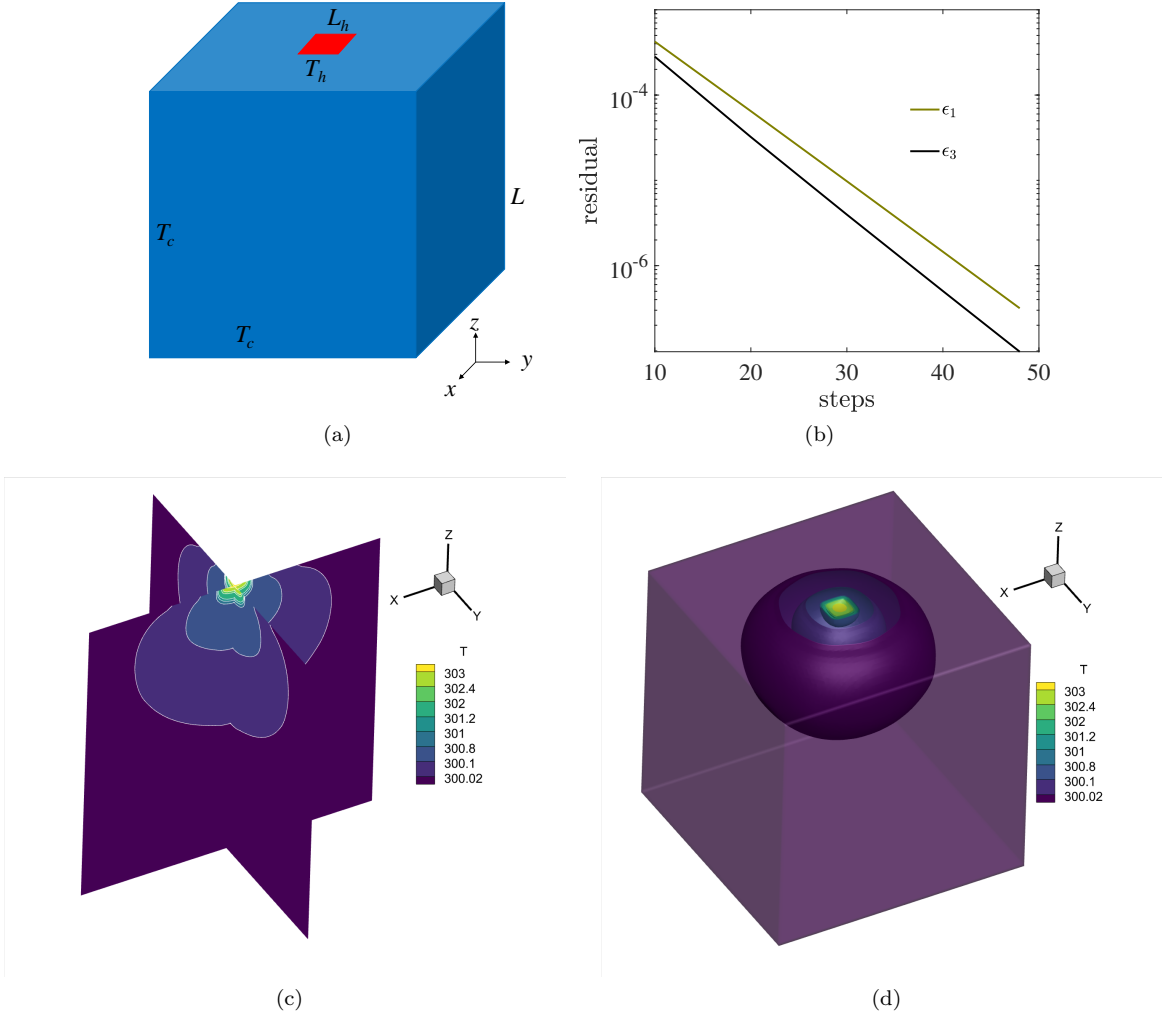 L_h
T_h
L
T_c
T_c
z
y
x
(a)
residual
10^-4
10^-6
ϵ_1
ϵ_3
10 20 30 40 50
steps
(b)
Z
X
Y
T
303
302.4
302
301.2
301
300.8
300.1
300.02
(c)
Z
X
Y
T
303
302.4
302
301.2
301
300.8
300.1
300.02
(d)